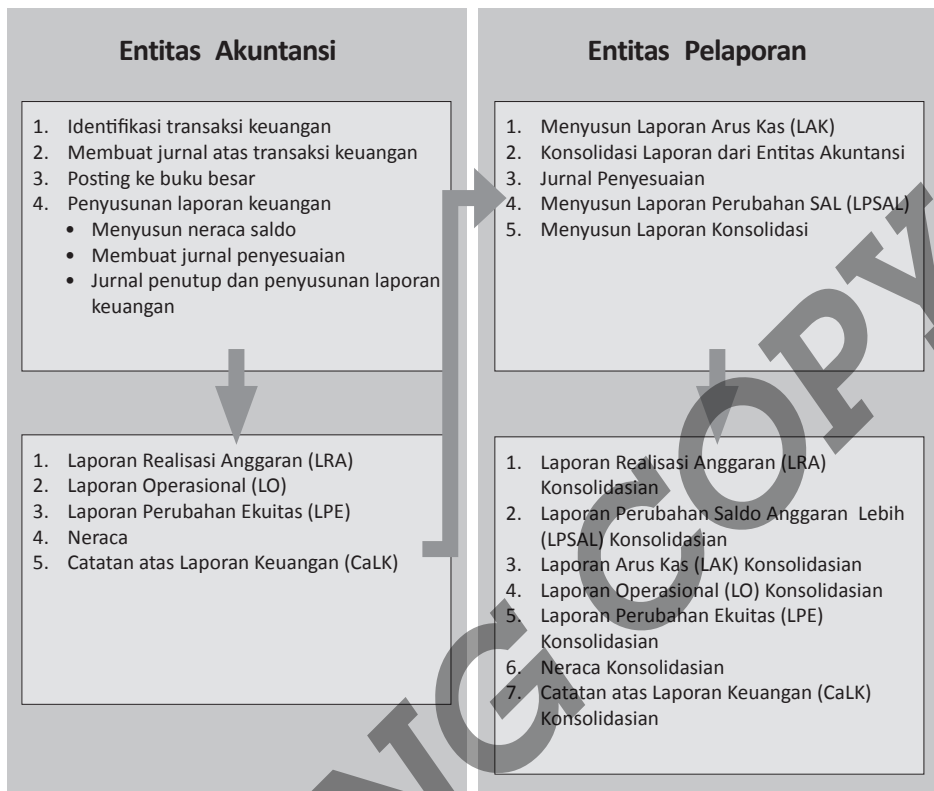 Entitas Akuntansi
1. Identifikasi transaksi keuangan
2. Membuat jurnal atas transaksi keuangan
3. Posting ke buku besar
4. Penyusunan laporan keuangan
• Menyusun neraca saldo
• Membuat jurnal penyesuaian
• Jurnal penutup dan penyusunan laporan
keuangan
1. Laporan Realisasi Anggaran (LRA)
2. Laporan Operasional (LO)
3. Laporan Perubahan Ekuitas (LPE)
4. Neraca
5. Catatan atas Laporan Keuangan (CaLK)
Entitas Pelaporan
1. Menyusun Laporan Arus Kas (LAK)
2. Konsolidasi Laporan dari Entitas Akuntansi
3. Jurnal Penyesuaian
4. Menyusun Laporan Perubahan SAL (LPSAL)
5. Menyusun Laporan Konsolidasi
1. Laporan Realisasi Anggaran (LRA)
Konsolidasian
2. Laporan Perubahan Saldo Anggaran Lebih
(LPSAL) Konsolidasian
3. Laporan Arus Kas (LAK) Konsolidasian
4. Laporan Operasional (LO) Konsolidasian
5. Laporan Perubahan Ekuitas (LPE)
Konsolidasian
6. Neraca Konsolidasian
7. Catatan atas Laporan Keuangan (CaLK)
Konsolidasian
NG COPY